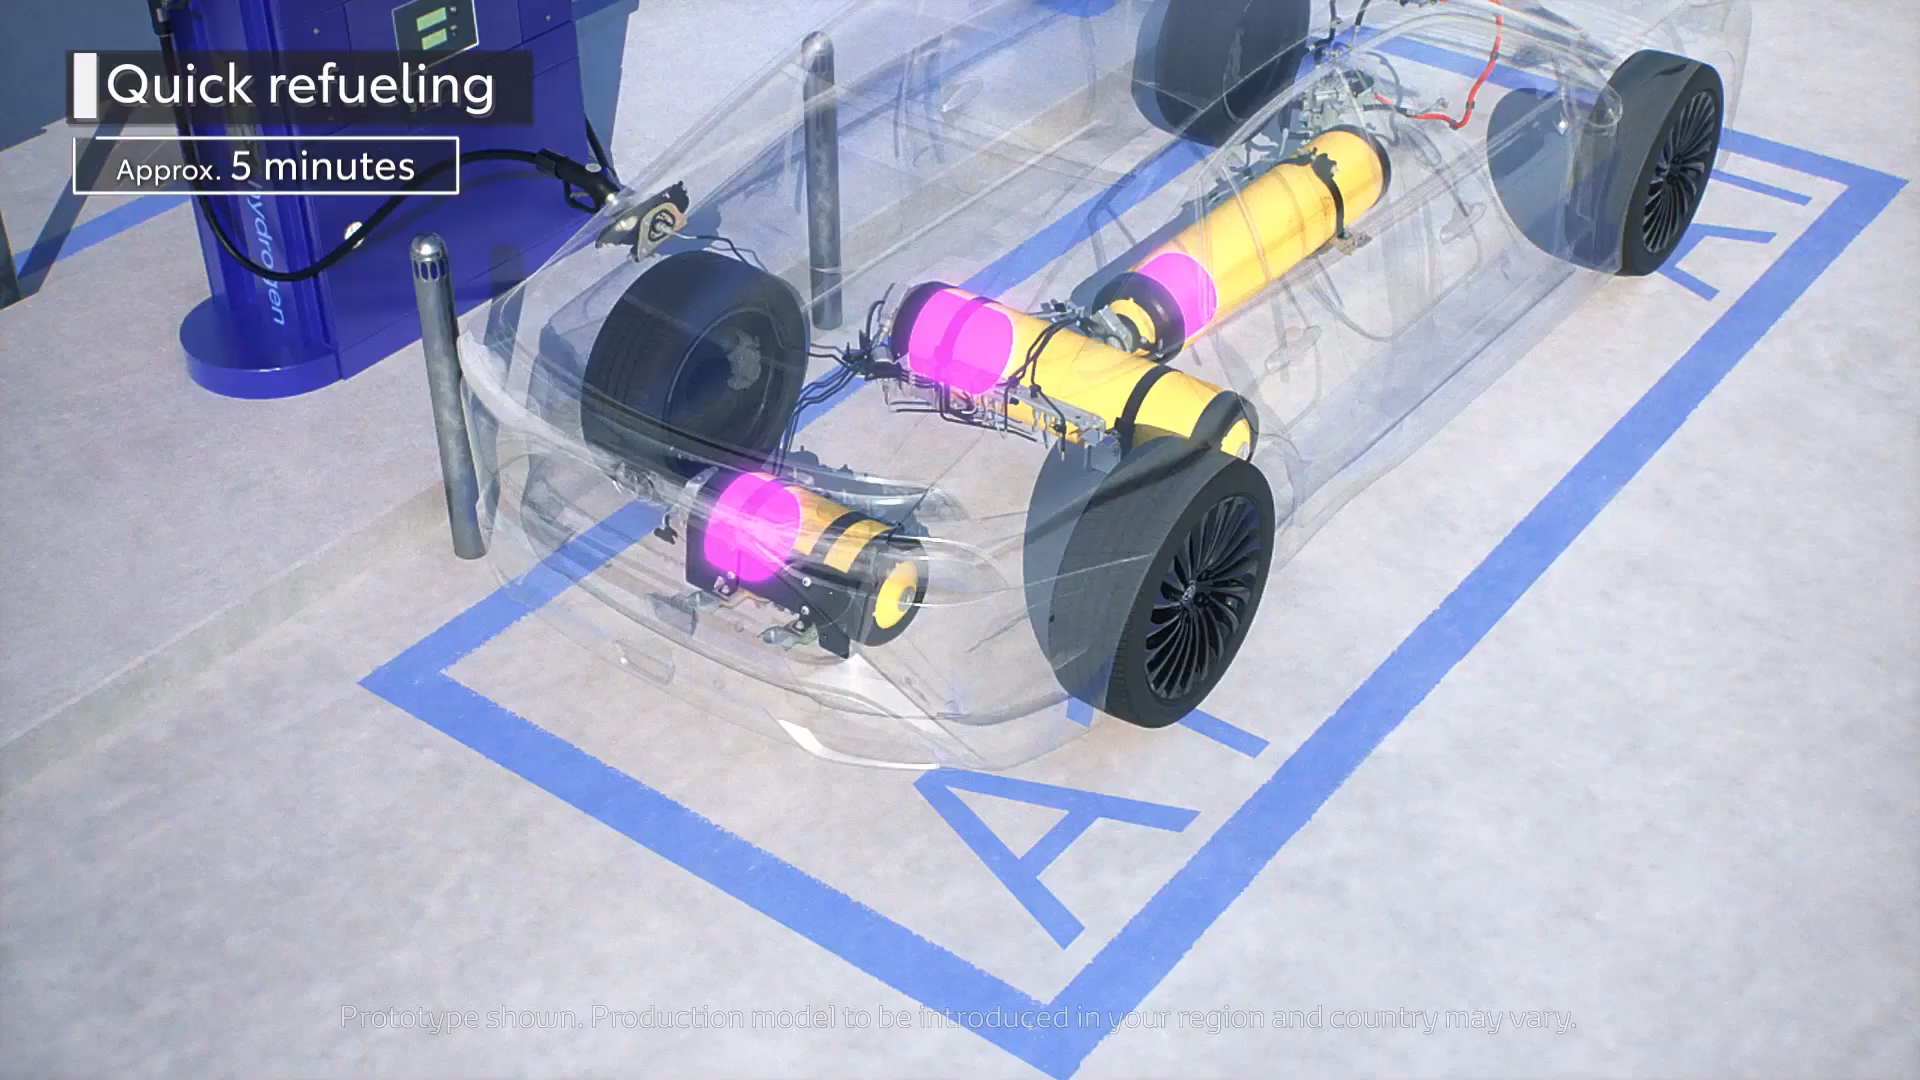 Quick refueling
Approx. 5 minutes
Hydrogen
Prototype shown. Production model to be introduced in your region and country may vary.